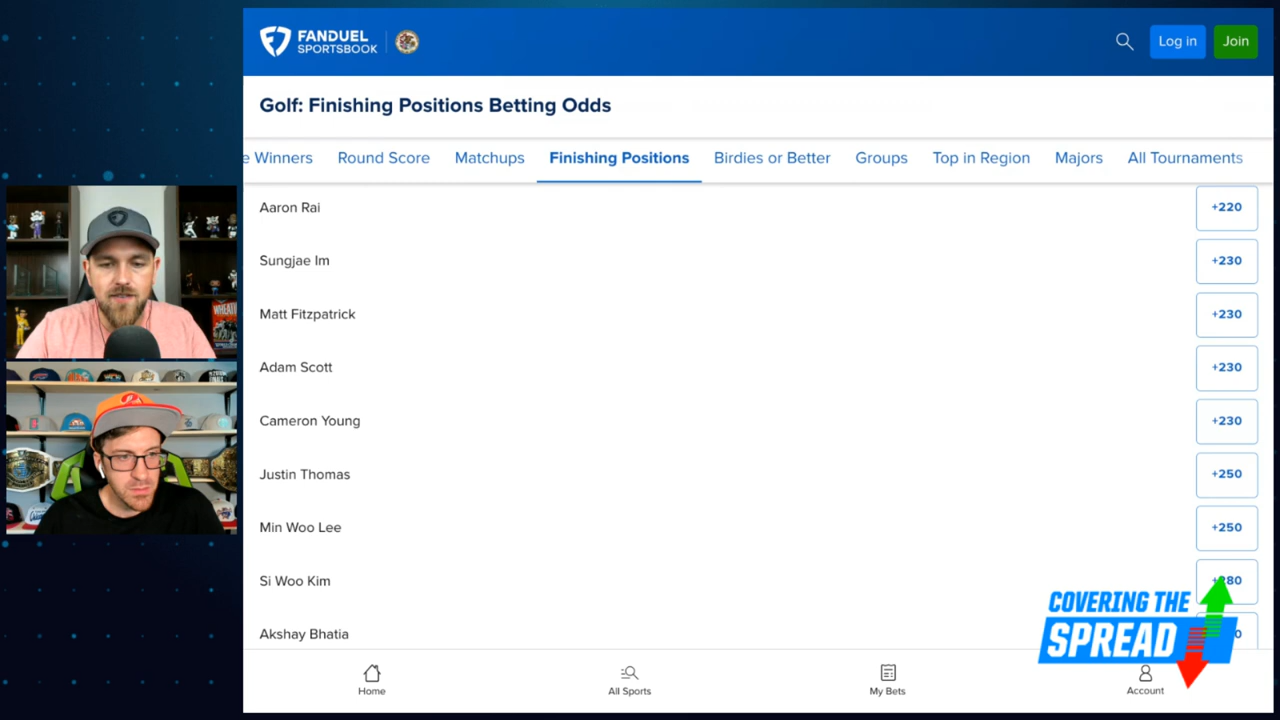 FANDUEL
SPORTSBOOK
Log in
Join
Golf: Finishing Positions Betting Odds
e Winners Round Score Matchups Finishing Positions Birdies or Better Groups Top in Region Majors All Tournaments
Aaron Rai +220
Sungjae Im +230
Matt Fitzpatrick +230
Adam Scott +230
Cameron Young +230
Justin Thomas +250
Min Woo Lee +250
Si Woo Kim
Akshay Bhatia
COVERING THE
SPREAD
Home All Sports My Bets Account
WHEATIES